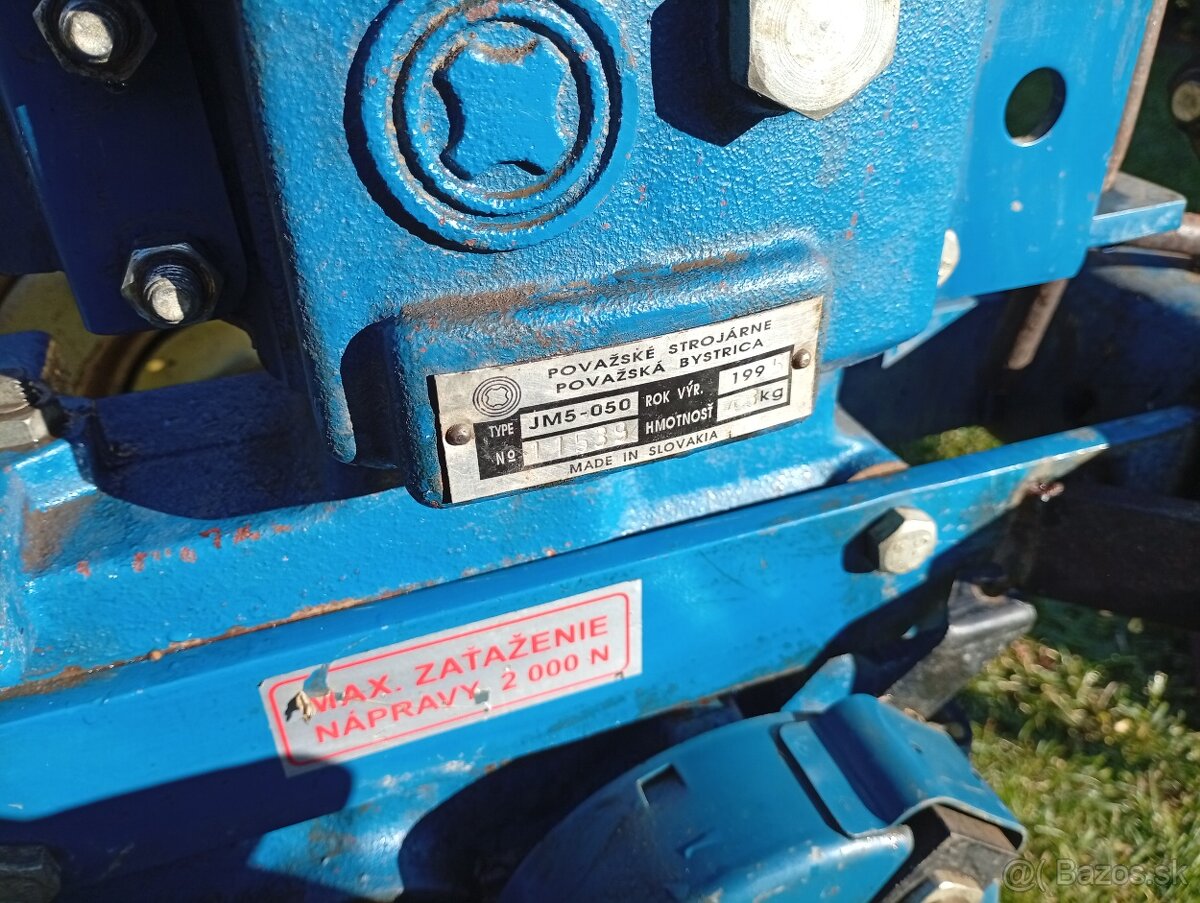 POVAŽSKÉ STROJÁRNE
POVAŽSKÁ BYSTRICA
TYPE JM5-050 ROK VÝR. 199
Nº HMOTNOSŤ kg
MADE IN SLOVAKIA
MAX. ZAŤAŽENIE
NÁPRAVY 2 000 N
@( Bazos.sk